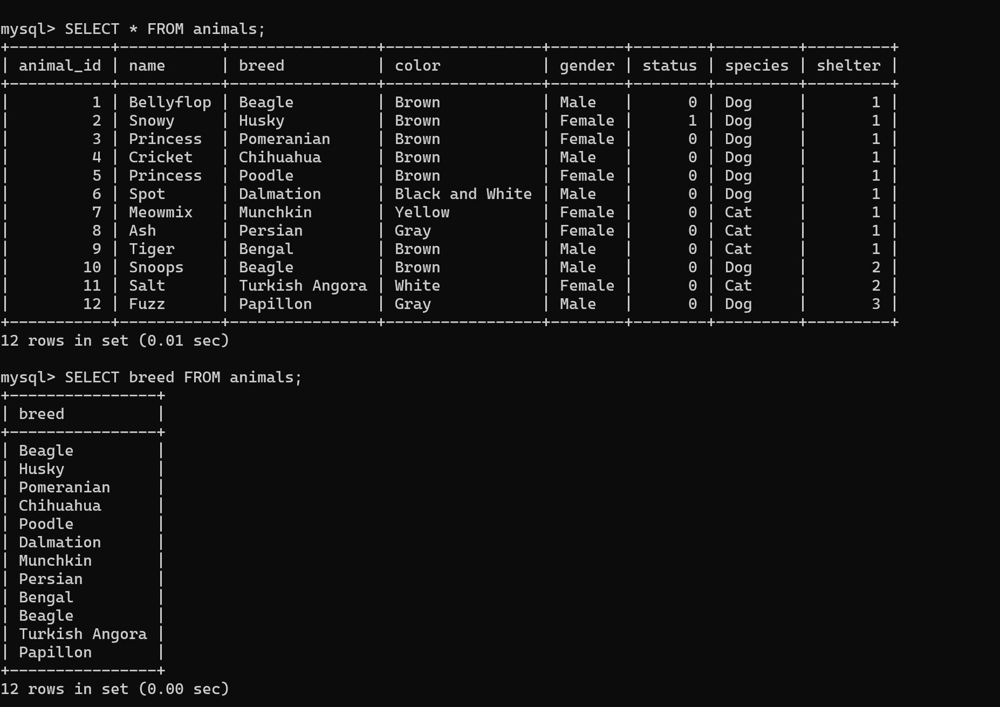 mysql> SELECT * FROM animals;
+-----------+-----------+----------------+-----------------+--------+--------+---------+---------+
| animal_id | name      | breed          | color           | gender | status | species | shelter |
+-----------+-----------+----------------+-----------------+--------+--------+---------+---------+
|         1 | Bellyflop | Beagle         | Brown           | Male   |      0 | Dog     |       1 |
|         2 | Snowy     | Husky          | Brown           | Female |      1 | Dog     |       1 |
|         3 | Princess  | Pomeranian     | Brown           | Female |      0 | Dog     |       1 |
|         4 | Cricket   | Chihuahua      | Brown           | Male   |      0 | Dog     |       1 |
|         5 | Princess  | Poodle         | Brown           | Female |      0 | Dog     |       1 |
|         6 | Spot      | Dalmation      | Black and White | Male   |      0 | Dog     |       1 |
|         7 | Meowmix   | Munchkin       | Yellow          | Female |      0 | Cat     |       1 |
|         8 | Ash       | Persian        | Gray            | Female |      0 | Cat     |       1 |
|         9 | Tiger     | Bengal         | Brown           | Male   |      0 | Cat     |       1 |
|        10 | Snoops    | Beagle         | Brown           | Male   |      0 | Dog     |       2 |
|        11 | Salt      | Turkish Angora | White           | Female |      0 | Cat     |       2 |
|        12 | Fuzz      | Papillon       | Gray            | Male   |      0 | Dog     |       3 |
+-----------+-----------+----------------+-----------------+--------+--------+---------+---------+
12 rows in set (0.01 sec)

mysql> SELECT breed FROM animals;
+----------------+
| breed          |
+----------------+
| Beagle         |
| Husky          |
| Pomeranian     |
| Chihuahua      |
| Poodle         |
| Dalmation      |
| Munchkin       |
| Persian        |
| Bengal         |
| Beagle         |
| Turkish Angora |
| Papillon       |
+----------------+
12 rows in set (0.00 sec)